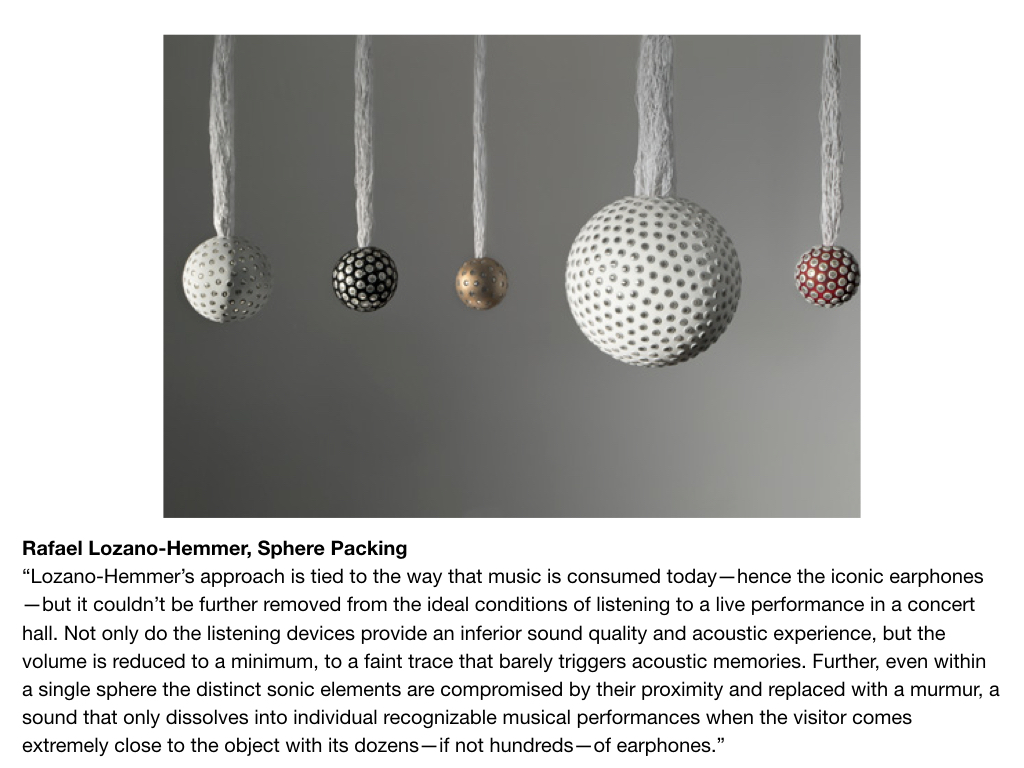 Rafael Lozano-Hemmer, Sphere Packing
“Lozano-Hemmer’s approach is tied to the way that music is consumed today—hence the iconic earphones
—but it couldn’t be further removed from the ideal conditions of listening to a live performance in a concert
hall. Not only do the listening devices provide an inferior sound quality and acoustic experience, but the
volume is reduced to a minimum, to a faint trace that barely triggers acoustic memories. Further, even within
a single sphere the distinct sonic elements are compromised by their proximity and replaced with a murmur, a
sound that only dissolves into individual recognizable musical performances when the visitor comes
extremely close to the object with its dozens—if not hundreds—of earphones.”